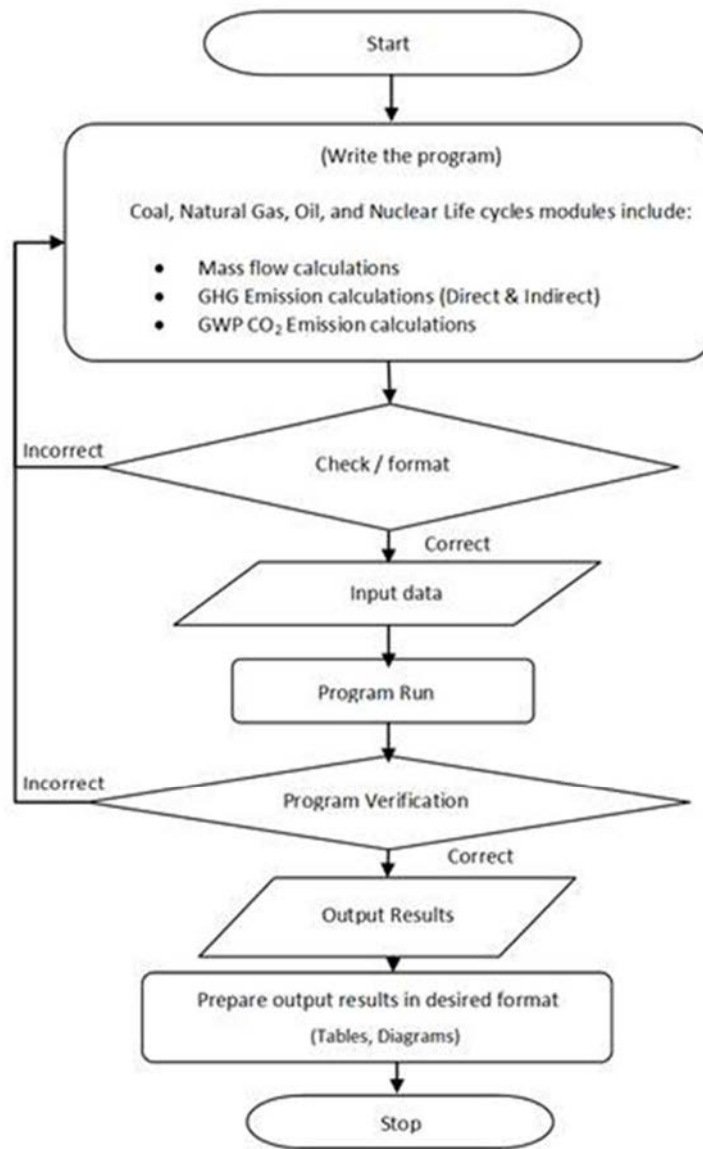 Start
(Write the program)
Coal, Natural Gas, Oil, and Nuclear Life cycles modules include:
• Mass flow calculations
• GHG Emission calculations (Direct & Indirect)
• GWP CO₂ Emission calculations
Incorrect
Check / format
Correct
Input data
Program Run
Incorrect
Program Verification
Correct
Output Results
Prepare output results in desired format
(Tables, Diagrams)
Stop